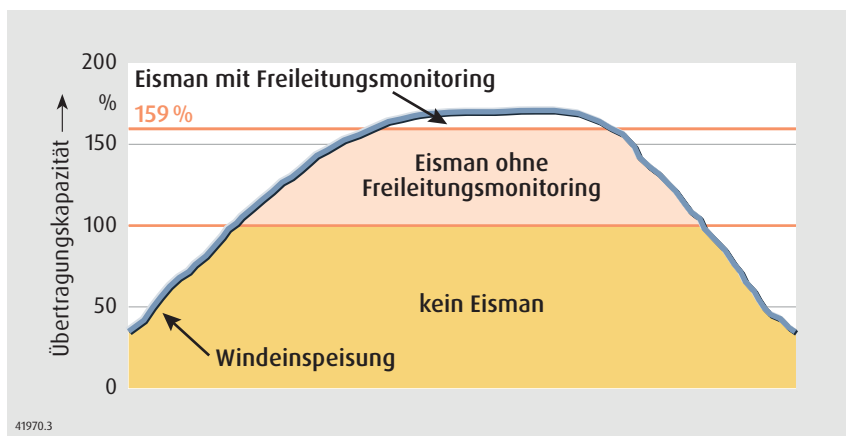 200
Eisman mit Freileitungsmonitoring
%
159 %
150
Eisman ohne
Freileitungsmonitoring
100
kein Eisman
50
Windeinspeisung
0
Übertragungskapazität
41970.3